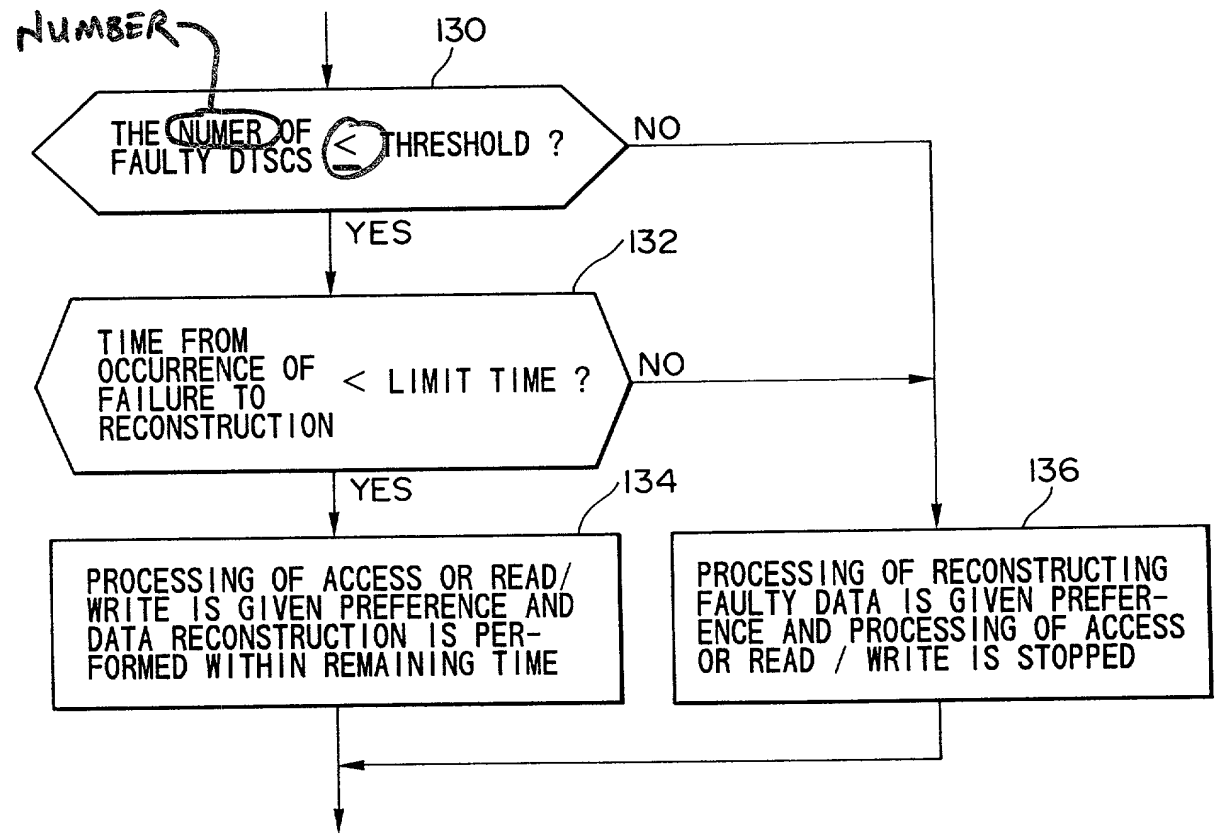 NUMBER
130
THE NUMER OF
FAULTY DISCS ≤ THRESHOLD ?
NO
YES
132
TIME FROM
OCCURRENCE OF
FAILURE TO
RECONSTRUCTION
< LIMIT TIME ?
NO
YES
134
136
PROCESSING OF ACCESS OR READ/
WRITE IS GIVEN PREFERENCE AND
DATA RECONSTRUCTION IS PER-
FORMED WITHIN REMAINING TIME
PROCESSING OF RECONSTRUCTING
FAULTY DATA IS GIVEN PREFER-
ENCE AND PROCESSING OF ACCESS
OR READ / WRITE IS STOPPED